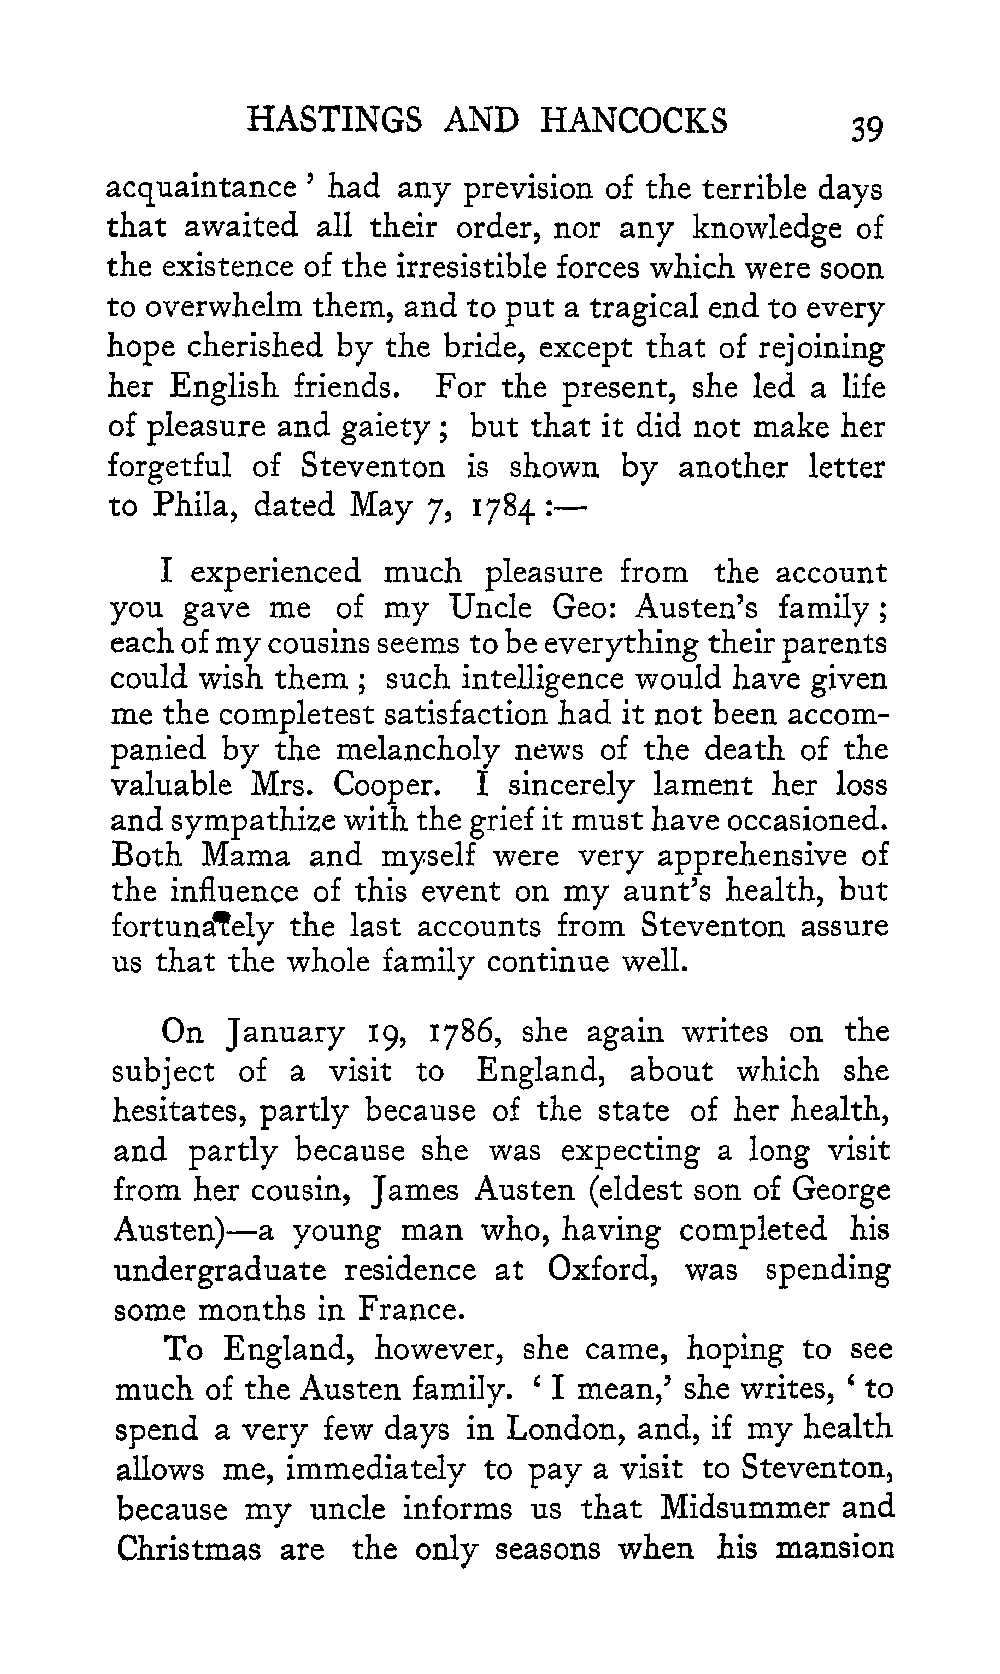 HASTINGS AND HANCOCKS 39
acquaintance ’ had any prevision of the terrible days
that awaited all their order, nor any knowledge of
the existence of the irresistible forces which were soon
to overwhelm them, and to put a tragical end to every
hope cherished by the bride, except that of rejoining
her English friends. For the present, she led a life
of pleasure and gaiety ; but that it did not make her
forgetful of Steventon is shown by another letter
to Phila, dated May 7, 1784 :—
I experienced much pleasure from the account
you gave me of my Uncle Geo: Austen’s family ;
each of my cousins seems to be everything their parents
could wish them ; such intelligence would have given
me the completest satisfaction had it not been accom-
panied by the melancholy news of the death of the
valuable Mrs. Cooper. I sincerely lament her loss
and sympathize with the grief it must have occasioned.
Both Mama and myself were very apprehensive of
the influence of this event on my aunt’s health, but
fortunately the last accounts from Steventon assure
us that the whole family continue well.
On January 19, 1786, she again writes on the
subject of a visit to England, about which she
hesitates, partly because of the state of her health,
and partly because she was expecting a long visit
from her cousin, James Austen (eldest son of George
Austen)—a young man who, having completed his
undergraduate residence at Oxford, was spending
some months in France.
To England, however, she came, hoping to see
much of the Austen family. ‘ I mean,’ she writes, ‘ to
spend a very few days in London, and, if my health
allows me, immediately to pay a visit to Steventon,
because my uncle informs us that Midsummer and
Christmas are the only seasons when his mansion